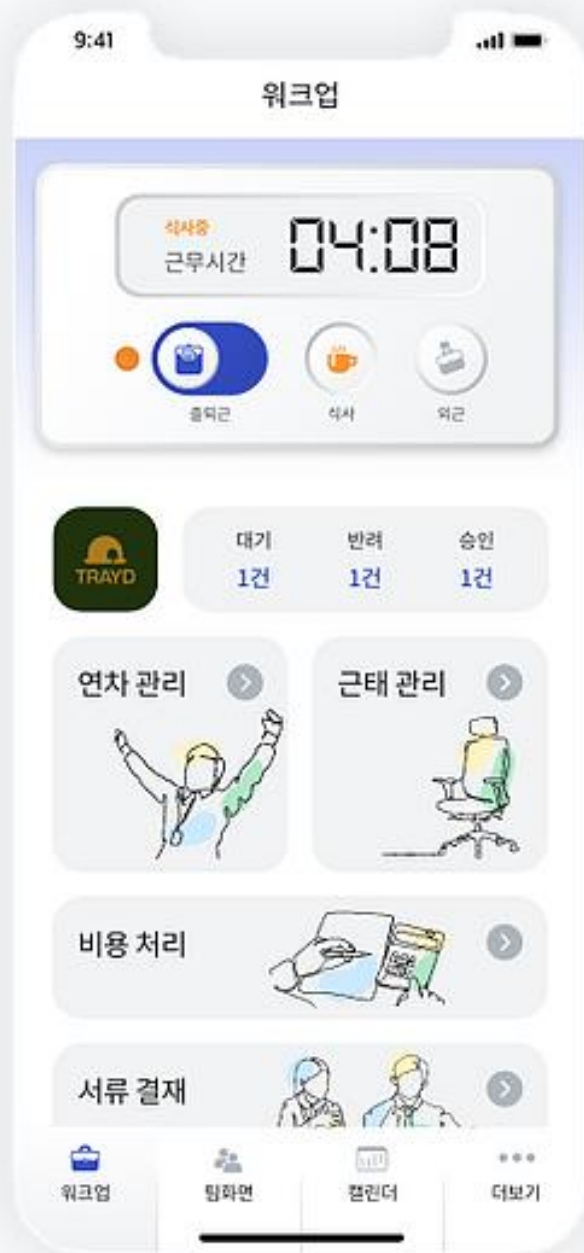 9:41
워크업
식사중
근무시간 04:08
출퇴근 식사 외근
TRAYD
대기 반려 승인
1건 1건 1건
연차 관리 근태 관리
비용 처리
서류 결재
워크업 팀화면 캘린더 더보기